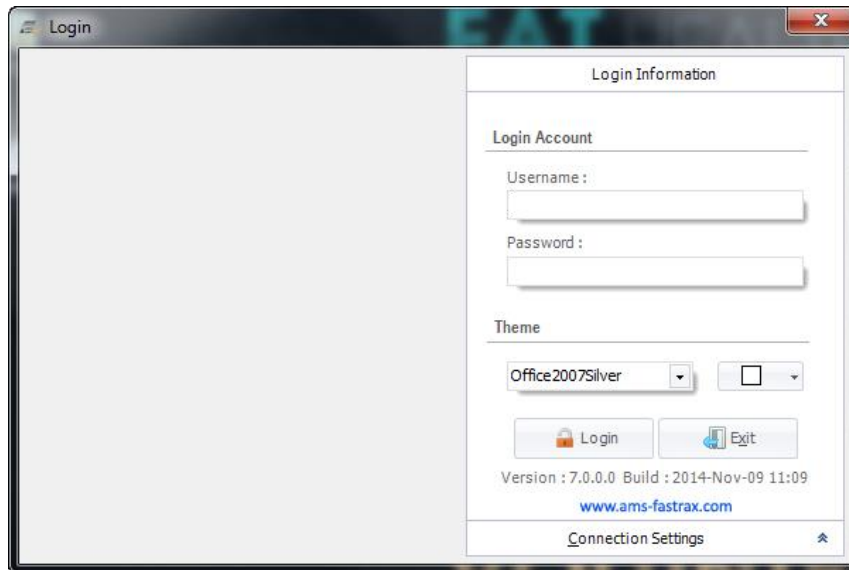 Login
EAT
Login Information
Login Account
Username :
Password :
Theme
Office2007Silver
Login Exit
Version : 7.0.0.0 Build : 2014-Nov-09 11:09
www.ams-fastrax.com
Connection Settings